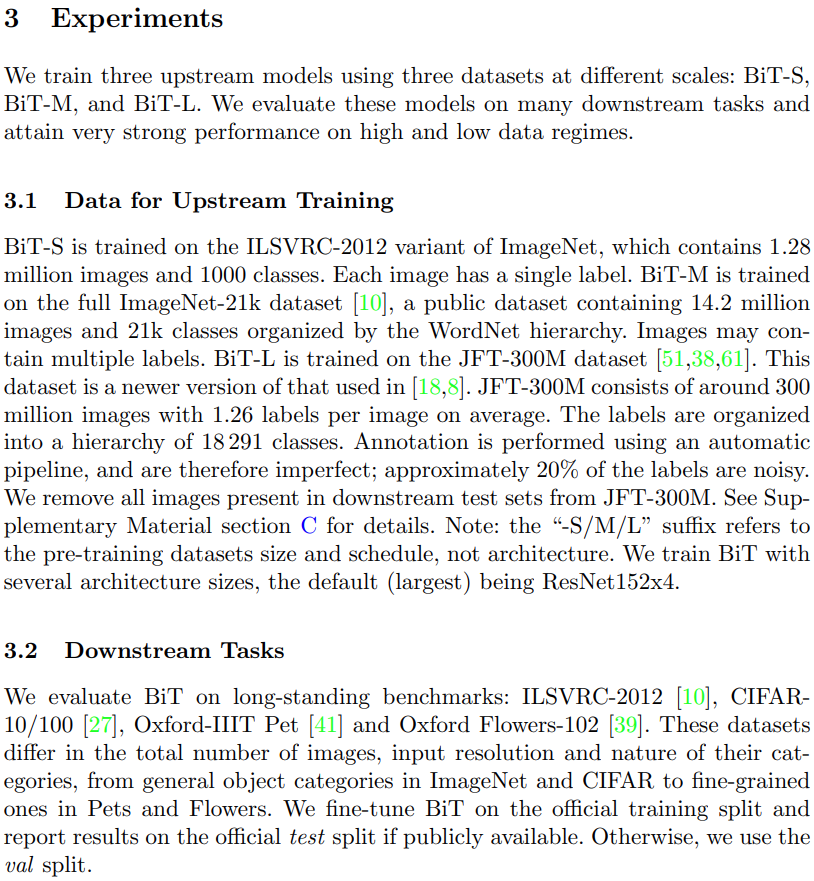 3 Experiments
We train three upstream models using three datasets at different scales: BiT-S,
BiT-M, and BiT-L. We evaluate these models on many downstream tasks and
attain very strong performance on high and low data regimes.
3.1 Data for Upstream Training
BiT-S is trained on the ILSVRC-2012 variant of ImageNet, which contains 1.28
million images and 1000 classes. Each image has a single label. BiT-M is trained
on the full ImageNet-21k dataset [10], a public dataset containing 14.2 million
images and 21k classes organized by the WordNet hierarchy. Images may con-
tain multiple labels. BiT-L is trained on the JFT-300M dataset [51,38,61]. This
dataset is a newer version of that used in [18,8]. JFT-300M consists of around 300
million images with 1.26 labels per image on average. The labels are organized
into a hierarchy of 18 291 classes. Annotation is performed using an automatic
pipeline, and are therefore imperfect; approximately 20% of the labels are noisy.
We remove all images present in downstream test sets from JFT-300M. See Sup-
plementary Material section C for details. Note: the “-S/M/L” suffix refers to
the pre-training datasets size and schedule, not architecture. We train BiT with
several architecture sizes, the default (largest) being ResNet152x4.
3.2 Downstream Tasks
We evaluate BiT on long-standing benchmarks: ILSVRC-2012 [10], CIFAR-
10/100 [27], Oxford-IIIT Pet [41] and Oxford Flowers-102 [39]. These datasets
differ in the total number of images, input resolution and nature of their cat-
egories, from general object categories in ImageNet and CIFAR to fine-grained
ones in Pets and Flowers. We fine-tune BiT on the official training split and
report results on the official test split if publicly available. Otherwise, we use the
val split.